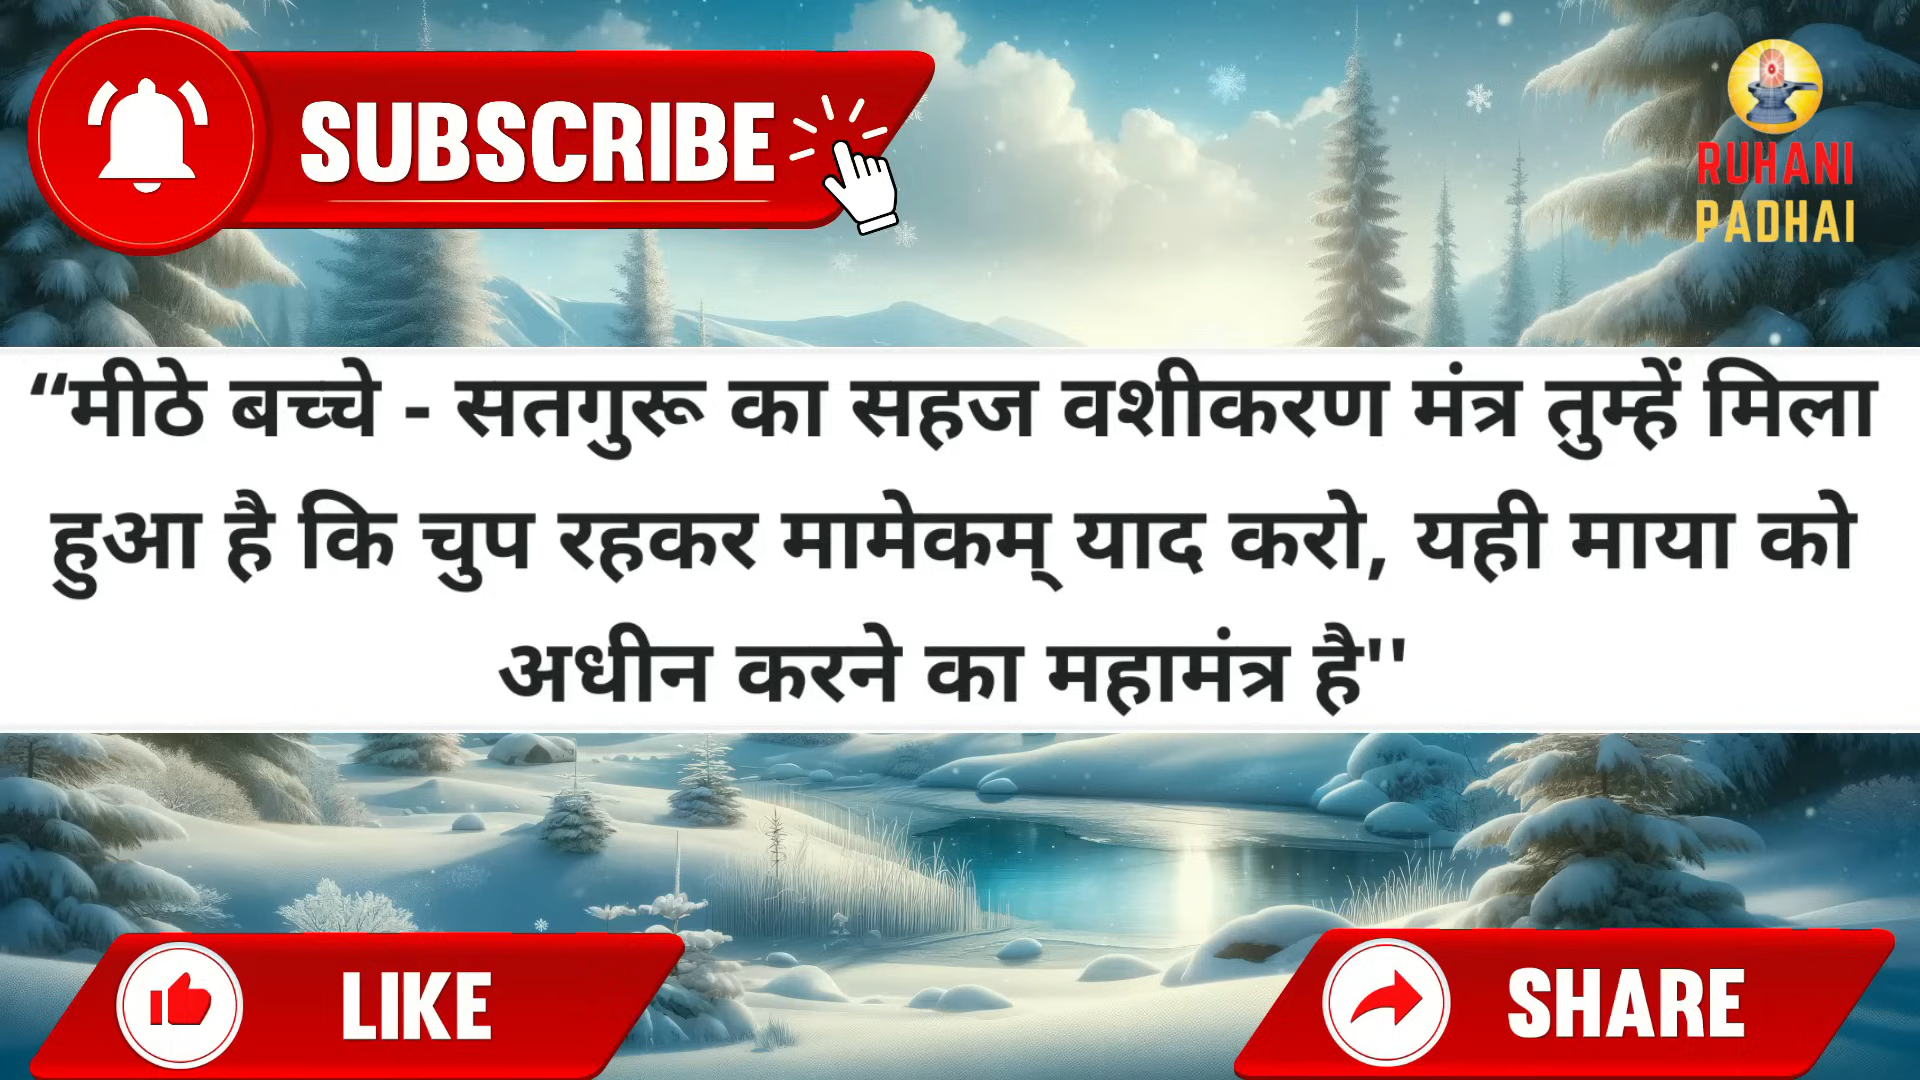 SUBSCRIBE
RUHANI
PADHAI
“मीठे बच्चे - सतगुरू का सहज वशीकरण मंत्र तुम्हें मिला
हुआ है कि चुप रहकर मामेकम् याद करो, यही माया को
अधीन करने का महामंत्र है''
LIKE
SHARE